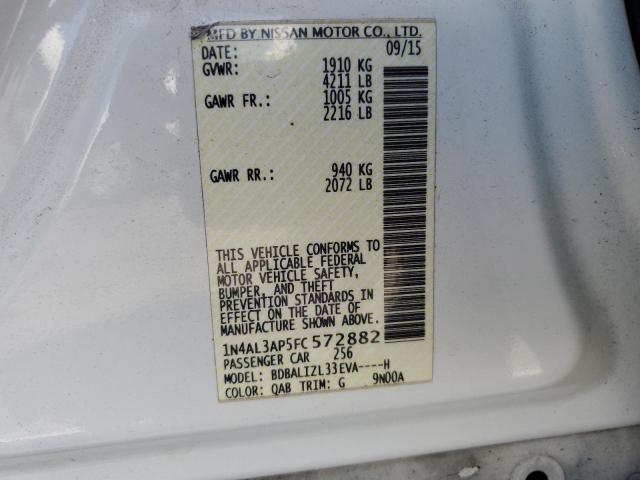 MFD BY NISSAN MOTOR CO., LTD.
DATE: 09/15
GVWR: 1910 KG
4211 LB
GAWR FR.: 1005 KG
2216 LB
GAWR RR.: 940 KG
2072 LB
THIS VEHICLE CONFORMS TO
ALL APPLICABLE FEDERAL
MOTOR VEHICLE SAFETY,
BUMPER, AND THEFT
PREVENTION STANDARDS IN
EFFECT ON THE DATE OF
MANUFACTURE SHOWN ABOVE.
1N4AL3AP5FC572882
PASSENGER CAR 256
MODEL: BDBALIZL33EVA----H
COLOR: QAB TRIM: G 9N00A